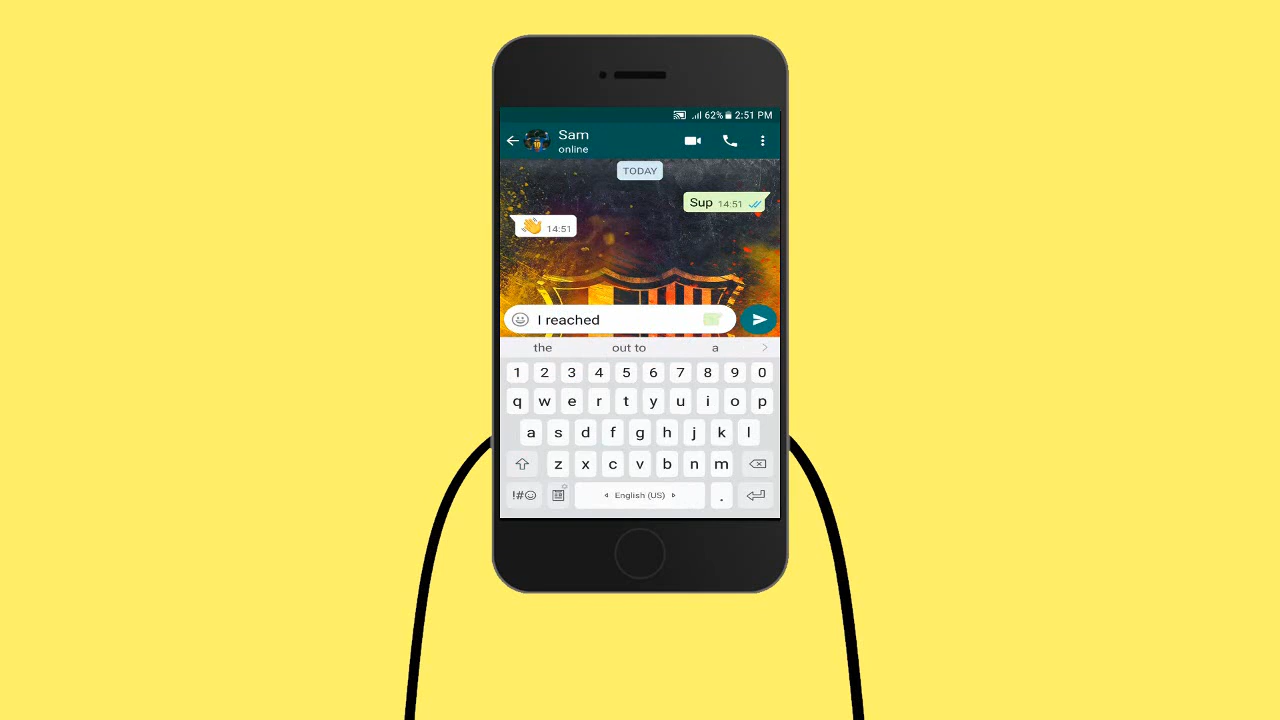 62% 2:51 PM
Sam
online
TODAY
Sup 14:51
👋 14:51
I reached
the out to a
1 2 3 4 5 6 7 8 9 0
q w e r t y u i o p
a s d f g h j k l
z x c v b n m
!#☺ English (US) .